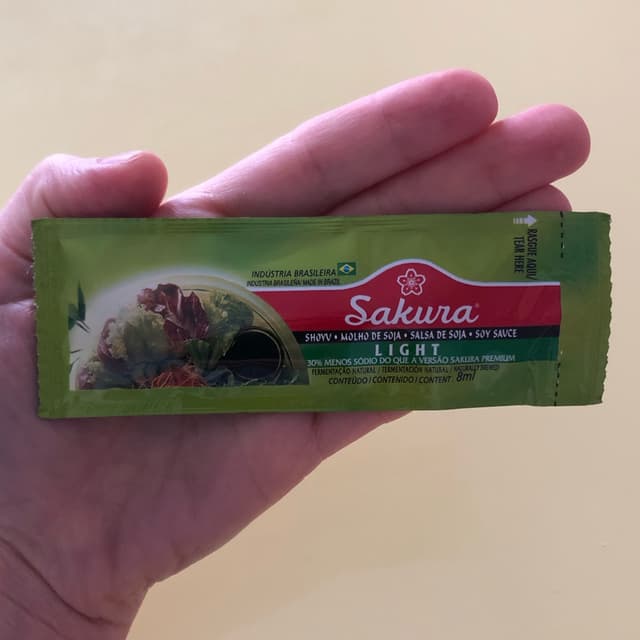 INDÚSTRIA BRASILEIRA
INDUSTRIA BRASILEÑA/ MADE IN BRAZIL
Sakura
SHOYU • MOLHO DE SOJA • SALSA DE SOJA • SOY SAUCE
LIGHT
30% MENOS SÓDIO DO QUE A VERSÃO SAKURA PREMIUM
FERMENTAÇÃO NATURAL / FERMENTACIÓN NATURAL / NATURALLY BREWED
CONTEÚDO / CONTENIDO / CONTENT: 8ml
RASGUE AQUI/
TEAR HERE